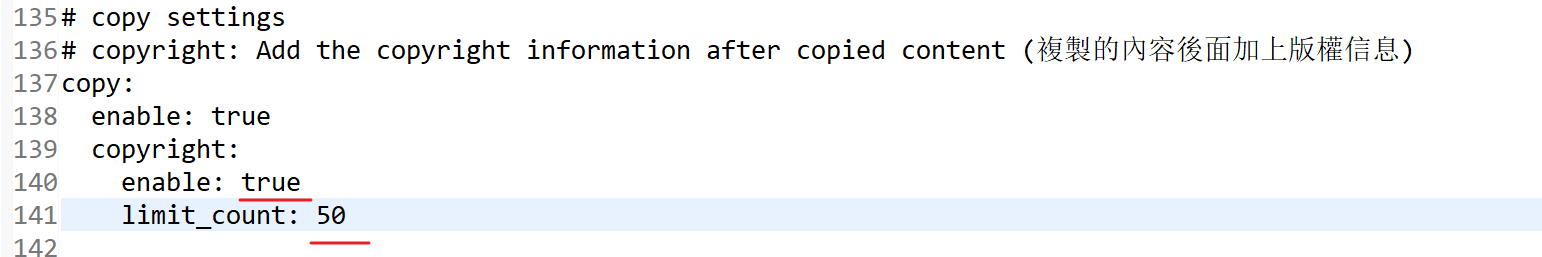 135# copy settings
136# copyright: Add the copyright information after copied content (複製的內容後面加上版權信息)
137copy:
138  enable: true
139  copyright:
140    enable: true
141    limit_count: 50
142